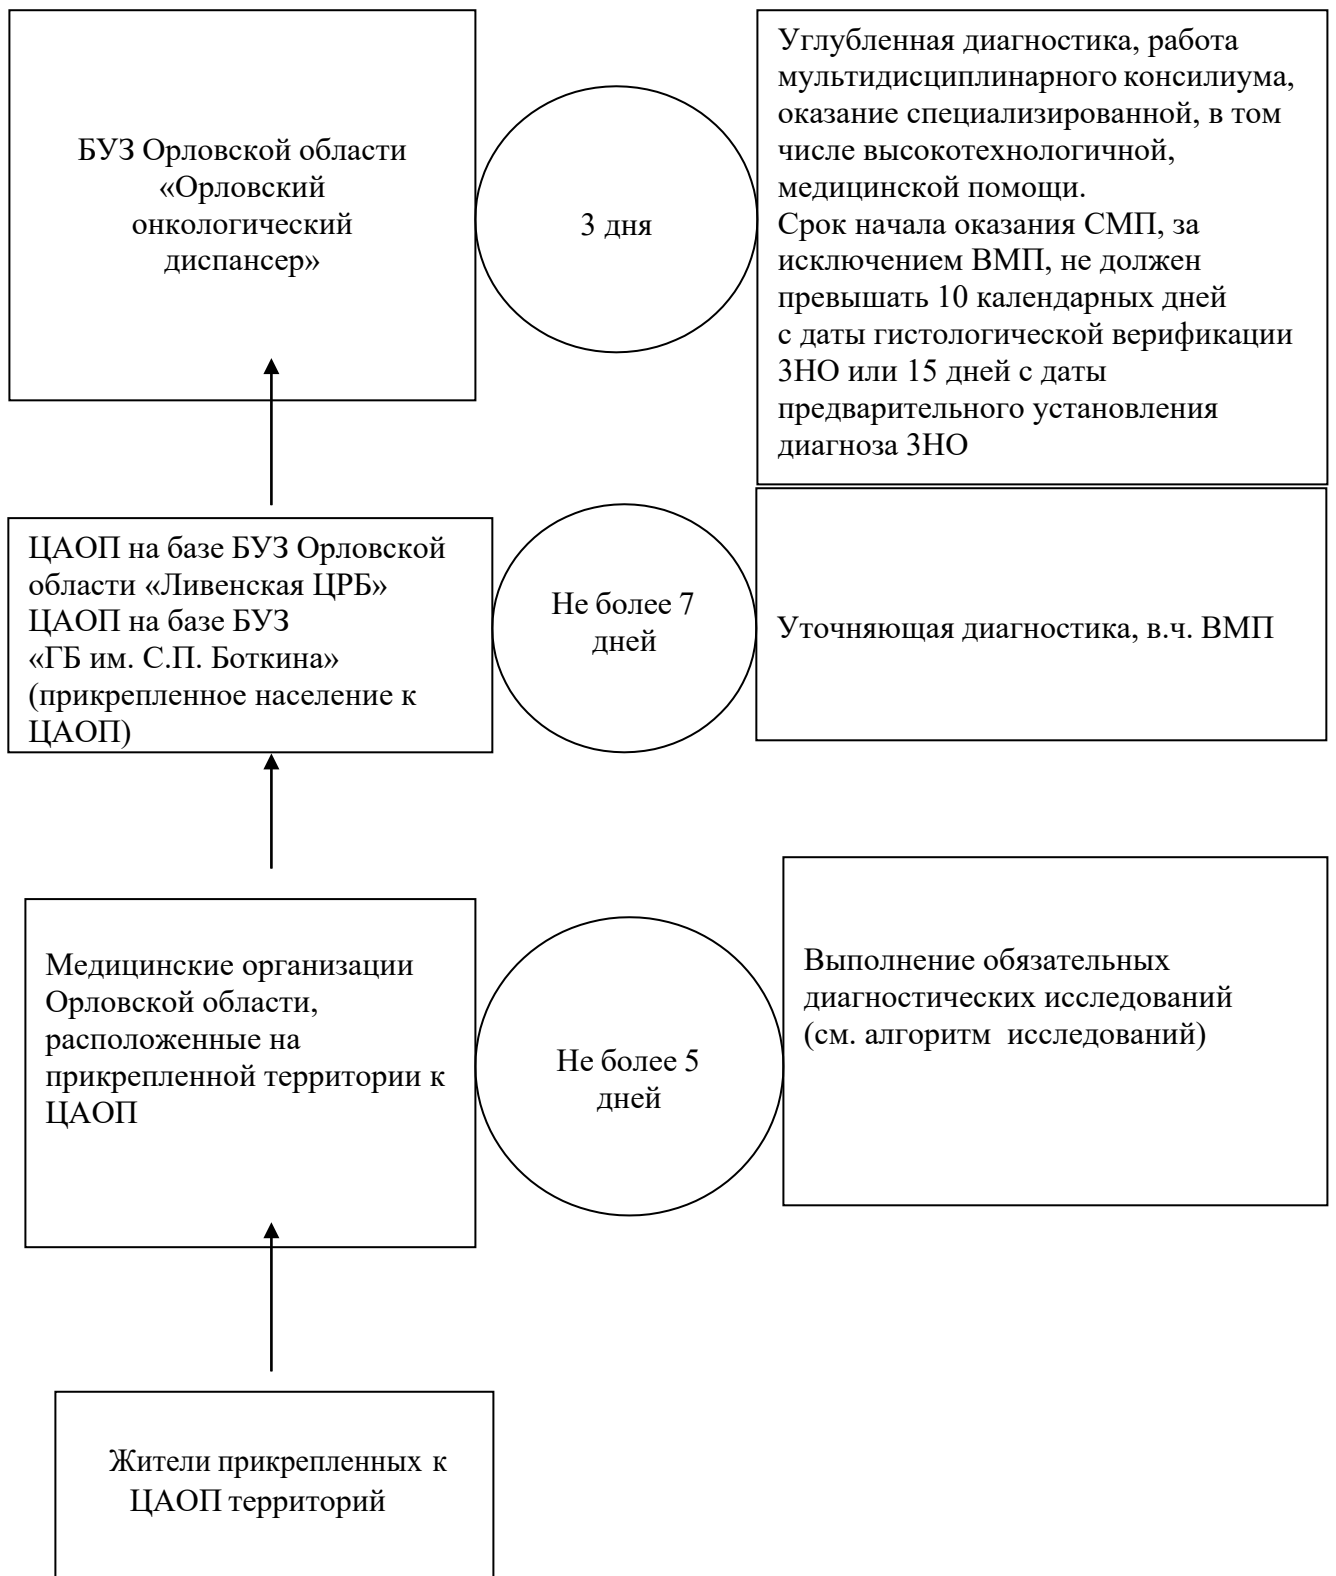 БУЗ Орловской области
«Орловский
онкологический
диспансер»
3 дня
Углубленная диагностика, работа
мультидисциплинарного консилиума,
оказание специализированной, в том
числе высокотехнологичной,
медицинской помощи.
Срок начала оказания СМП, за
исключением ВМП, не должен
превышать 10 календарных дней
с даты гистологической верификации
ЗНО или 15 дней с даты
предварительного установления
диагноза ЗНО
ЦАОП на базе БУЗ Орловской
области «Ливенская ЦРБ»
ЦАОП на базе БУЗ
«ГБ им. С.П. Боткина»
(прикрепленное население к
ЦАОП)
Не более 7
дней
Уточняющая диагностика, в.ч. ВМП
Медицинские организации
Орловской области,
расположенные на
прикрепленной территории к
ЦАОП
Не более 5
дней
Выполнение обязательных
диагностических исследований
(см. алгоритм  исследований)
Жители прикрепленных к
ЦАОП территорий